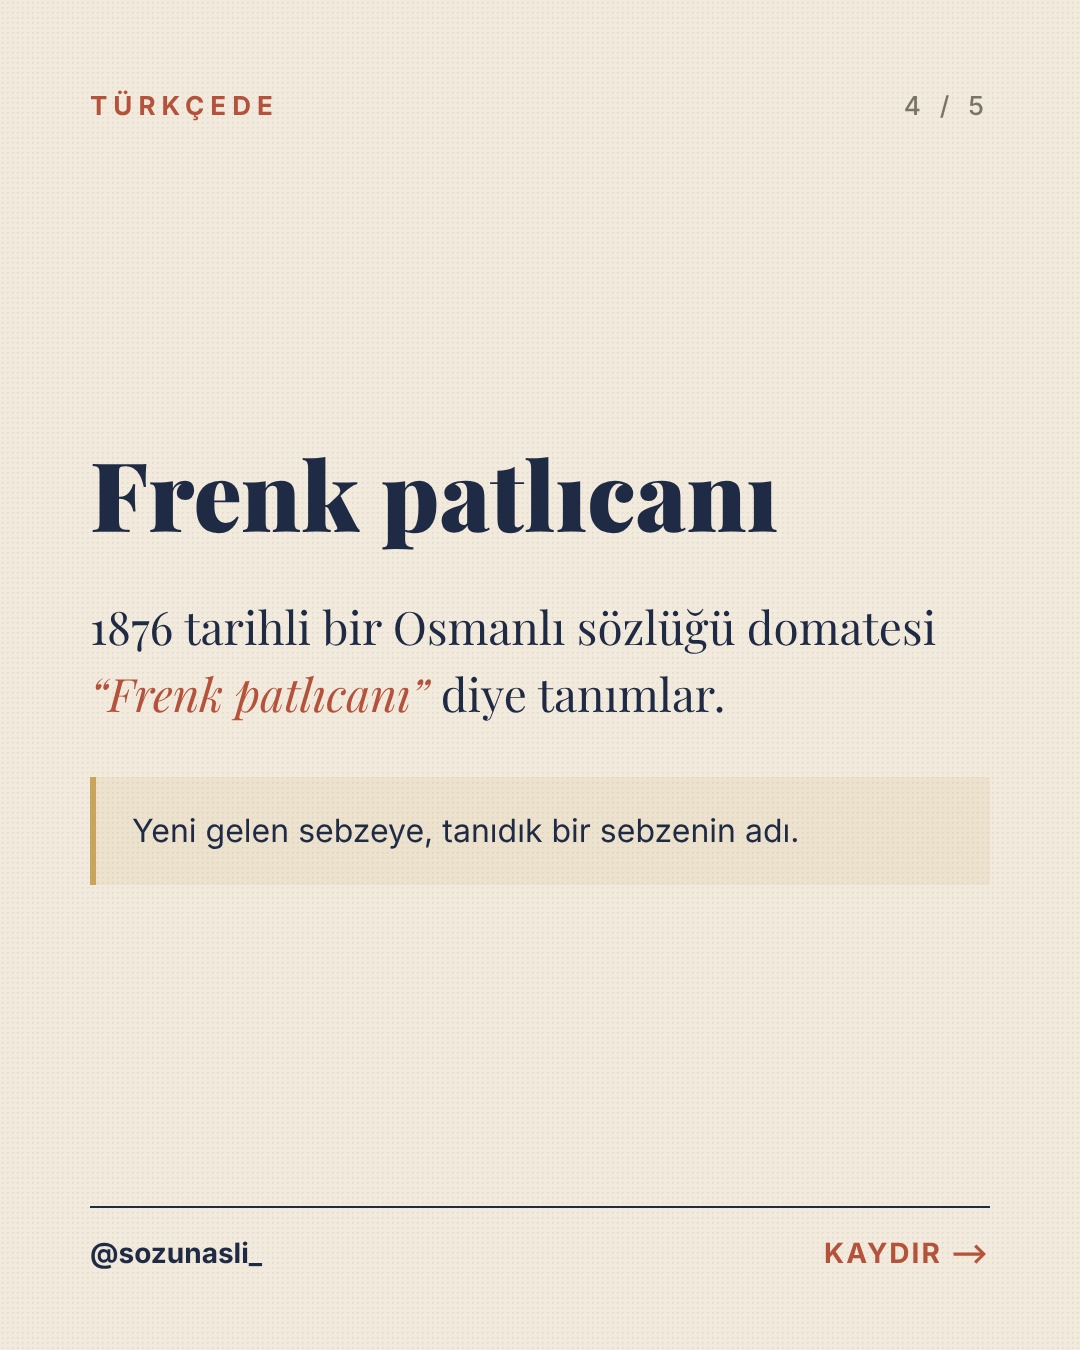 TÜRKÇEDE
4 / 5
Frenk patlıcanı
1876 tarihli bir Osmanlı sözlüğü domatesi
“Frenk patlıcanı” diye tanımlar.
Yeni gelen sebzeye, tanıdık bir sebzenin adı.
@sozunasli_
KAYDIR →